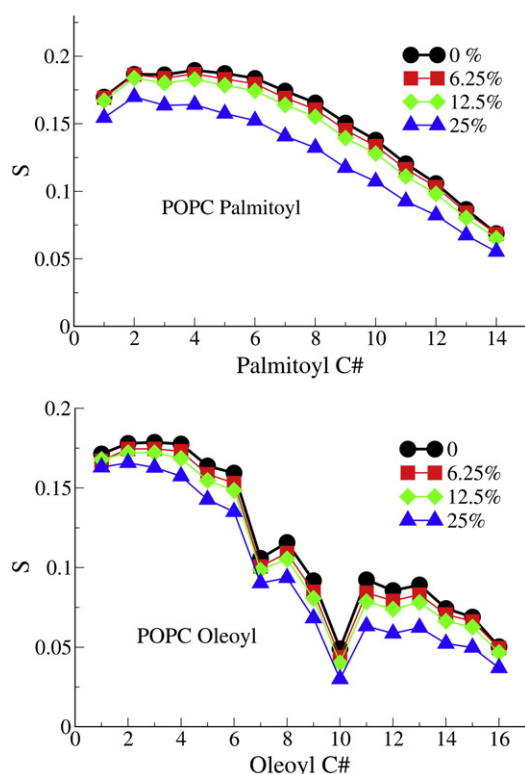 0.2
0.15
0.1
0.05
0
S
0 %
6.25%
12.5%
25%
POPC Palmitoyl
0 2 4 6 8 10 12 14
Palmitoyl C#
0.2
0.15
0.1
0.05
0
S
0
6.25%
12.5%
25%
POPC Oleoyl
0 2 4 6 8 10 12 14 16
Oleoyl C#